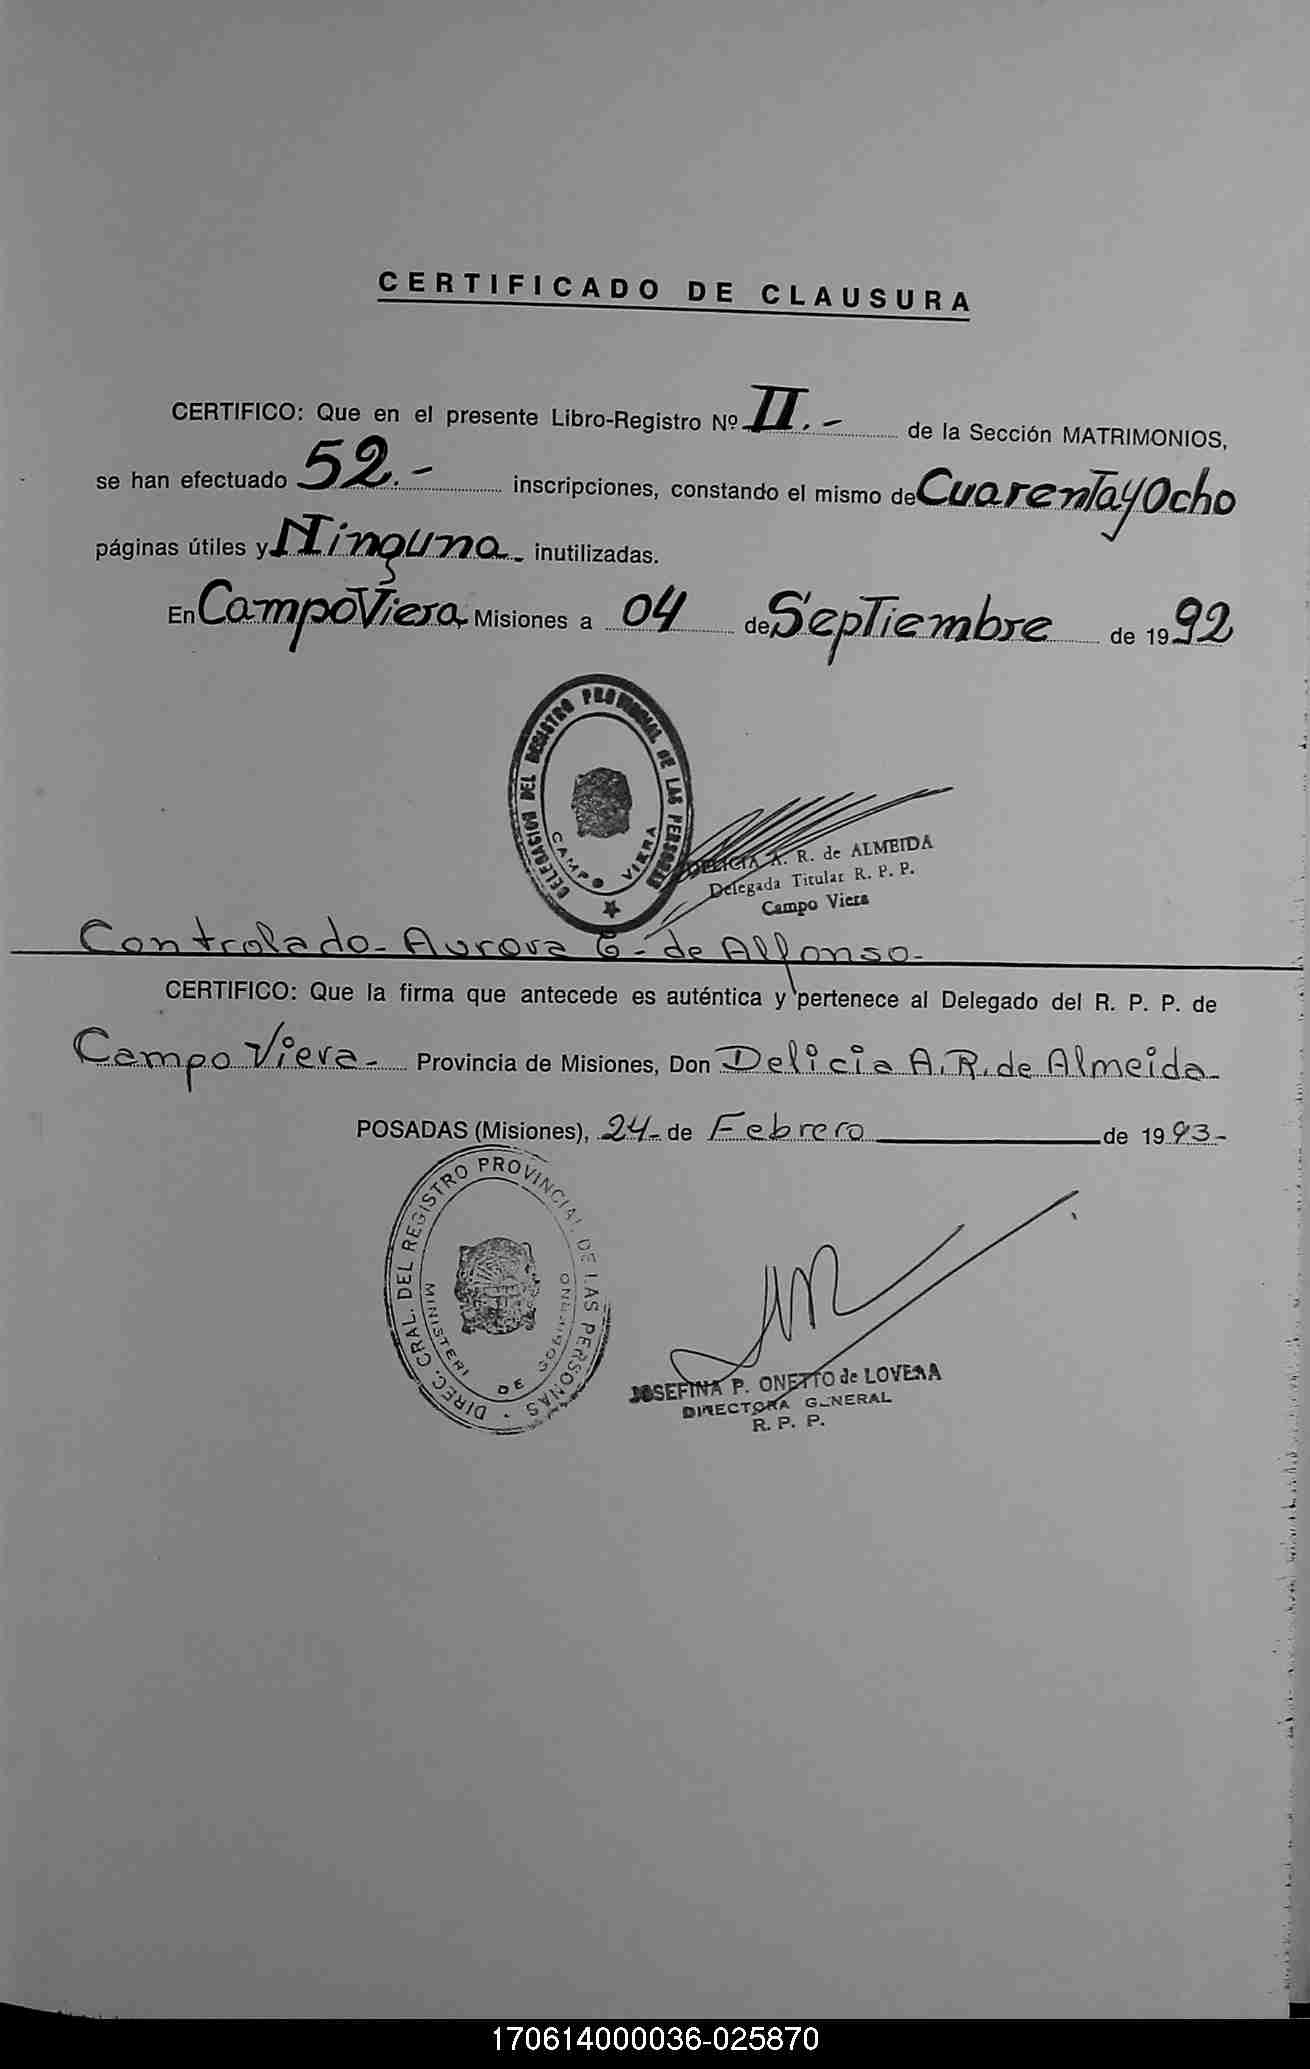 CERTIFICADO DE CLAUSURA
CERTIFICO: Que en el presente Libro-Registro Nº II.- de la Sección MATRIMONIOS,
se han efectuado 52.- inscripciones, constando el mismo de Cuarenta y Ocho
páginas útiles y Ninguna inutilizadas.
En Campo Viera, Misiones a 04 de Septiembre de 1992
DELEGACION DEL REGISTRO PROVINCIAL DE LAS PERSONAS
CAMPO VIERA
DELICIA A. R. de ALMEIDA
Delegada Titular R. P. P.
Campo Viera
Controlado- Aurora E- de Alfonso-
CERTIFICO: Que la firma que antecede es auténtica y pertenece al Delegado del R. P. P. de
Campo Viera- Provincia de Misiones, Don Delicia A. R. de Almeida-
POSADAS (Misiones), 24- de Febrero de 1993-
DIREC. GRAL. DEL REGISTRO PROVINCIAL DE LAS PERSONAS
MINISTERI DE GOBIERNO
JOSEFINA P. ONETTO de LOVERA
DIRECTORA GENERAL
R. P. P.
170614000036-025870